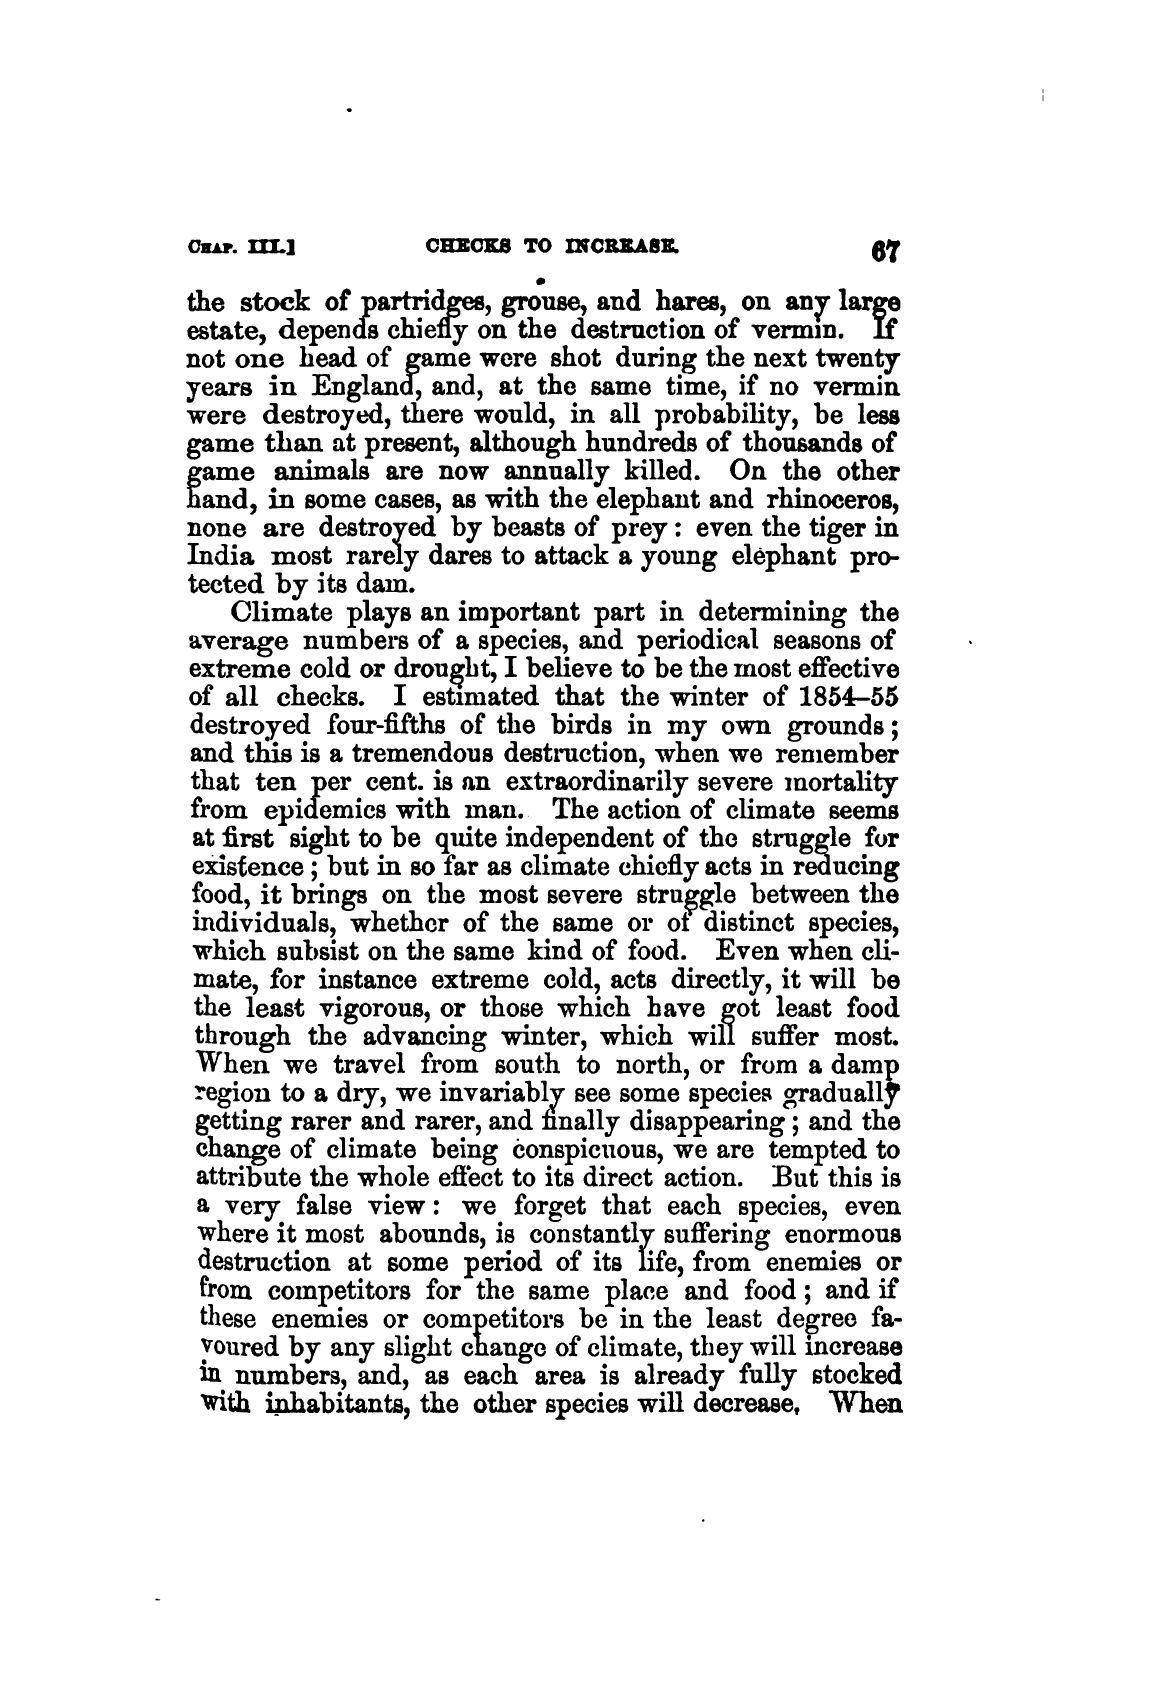 CHAP. III.] CHECKS TO INCREASE. 67
the stock of partridges, grouse, and hares, on any large
estate, depends chiefly on the destruction of vermin. If
not one head of game were shot during the next twenty
years in England, and, at the same time, if no vermin
were destroyed, there would, in all probability, be less
game than at present, although hundreds of thousands of
game animals are now annually killed. On the other
hand, in some cases, as with the elephant and rhinoceros,
none are destroyed by beasts of prey: even the tiger in
India most rarely dares to attack a young elephant pro-
tected by its dam.
Climate plays an important part in determining the
average numbers of a species, and periodical seasons of
extreme cold or drought, I believe to be the most effective
of all checks. I estimated that the winter of 1854–55
destroyed four-fifths of the birds in my own grounds;
and this is a tremendous destruction, when we remember
that ten per cent. is an extraordinarily severe mortality
from epidemics with man. The action of climate seems
at first sight to be quite independent of the struggle for
existence; but in so far as climate chiefly acts in reducing
food, it brings on the most severe struggle between the
individuals, whether of the same or of distinct species,
which subsist on the same kind of food. Even when cli-
mate, for instance extreme cold, acts directly, it will be
the least vigorous, or those which have got least food
through the advancing winter, which will suffer most.
When we travel from south to north, or from a damp
region to a dry, we invariably see some species gradually
getting rarer and rarer, and finally disappearing; and the
change of climate being conspicuous, we are tempted to
attribute the whole effect to its direct action. But this is
a very false view: we forget that each species, even
where it most abounds, is constantly suffering enormous
destruction at some period of its life, from enemies or
from competitors for the same place and food; and if
these enemies or competitors be in the least degree fa-
voured by any slight change of climate, they will increase
in numbers, and, as each area is already fully stocked
with inhabitants, the other species will decrease. When